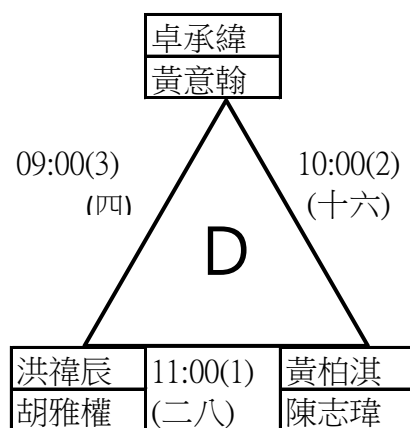 卓承緯
黃意翰
09:00(3)
(四)
10:00(2)
(十六)
D
洪禕辰
胡雅權
11:00(1)
(二八)
黃柏淇
陳志瑋